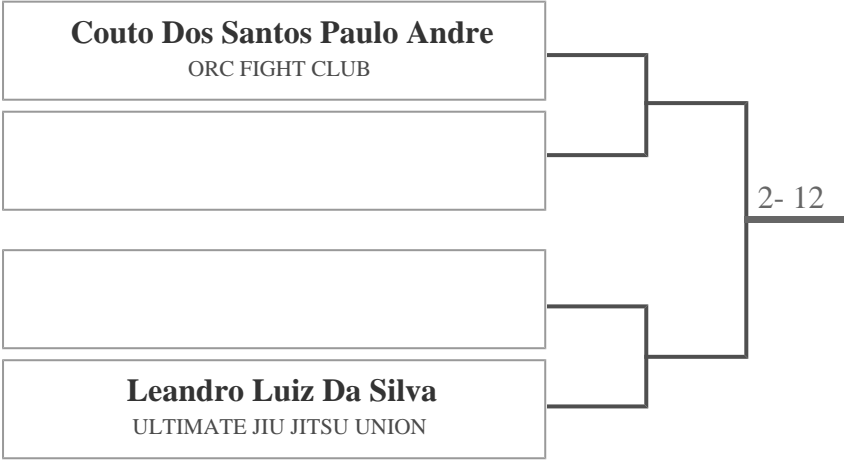 Couto Dos Santos Paulo Andre
ORC FIGHT CLUB
2- 12
Leandro Luiz Da Silva
ULTIMATE JIU JITSU UNION